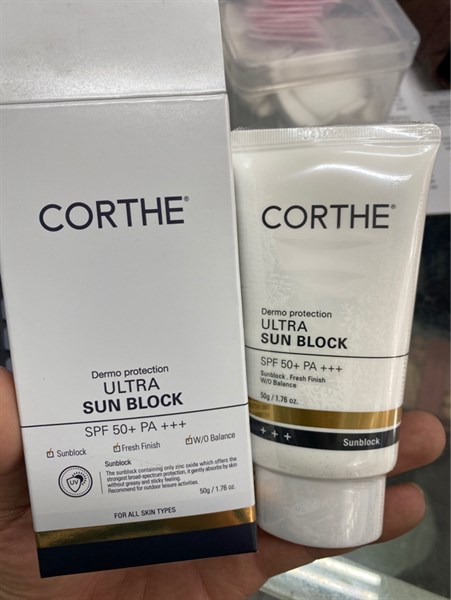 CORTHE®
Dermo protection
ULTRA
SUN BLOCK
SPF 50+ PA +++
Sunblock
Fresh Finish
W/O Balance
Sunblock
The sunblock containing only zinc oxide which offers the
strongest broad-spectrum protection, it gently absorbs by skin
without greasy and sticky feeling.
Recommend for outdoor leisure activities.
UV
50g / 1.76 oz.
FOR ALL SKIN TYPES
CORTHE®
Dermo protection
ULTRA
SUN BLOCK
SPF 50+ PA +++
Sunblock . Fresh Finish
W/O Balance
50g / 1.76 oz.
+ + +
Sunblock